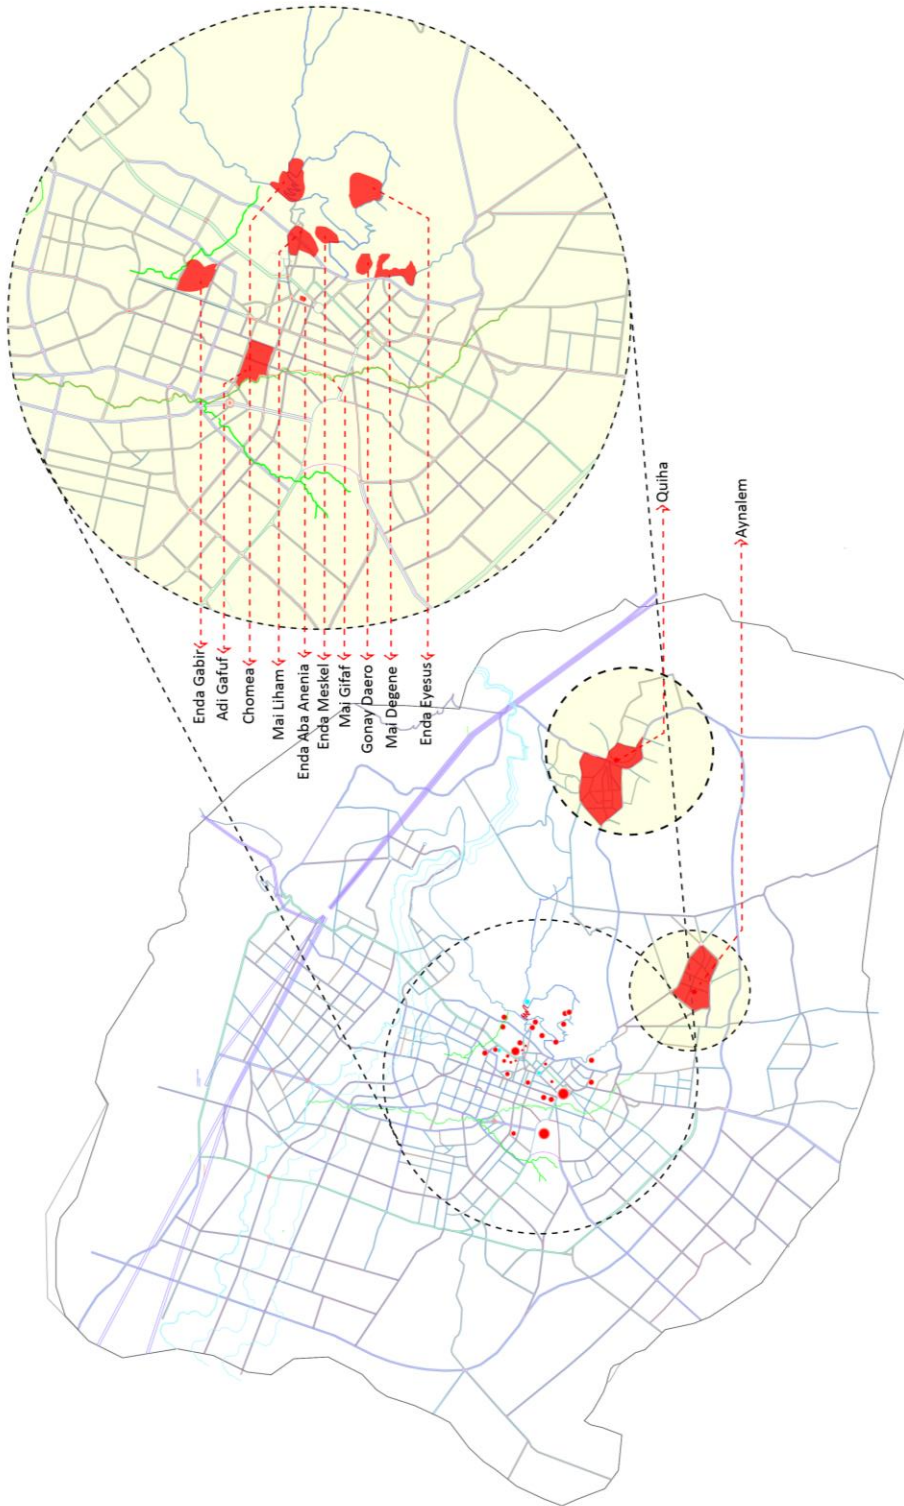 Enda Gabir
Adi Gafuf
Chomea
Mai Liham
Enda Aba Anenia
Enda Meskel
Mai Gifaf
Gonay Daero
Mai Degene
Enda Eyesus
Quiha
Aynalem